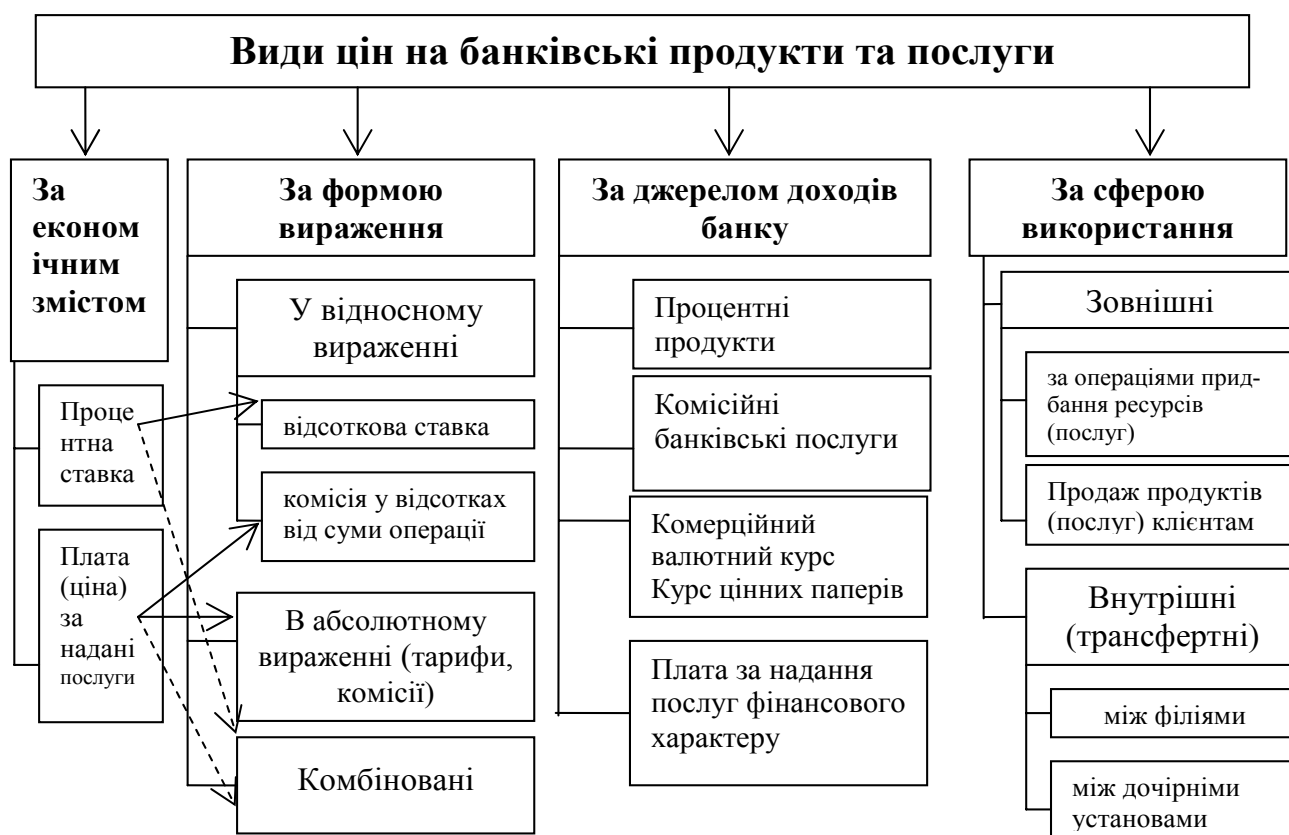 Види цін на банківські продукти та послуги
За
економ
ічним
змістом
Проце
нтна
ставка
Плата
(ціна)
за
надані
послуги
За формою
вираження
У відносному
вираженні
відсоткова ставка
комісія у відсотках
від суми операції
В абсолютному
вираженні (тарифи,
комісії)
Комбіновані
За джерелом доходів
банку
Процентні
продукти
Комісійні
банківські послуги
Комерційний
валютний курс
Курс цінних паперів
Плата за надання
послуг фінансового
характеру
За сферою
використання
Зовнішні
за операціями прид-
бання ресурсів
(послуг)
Продаж продуктів
(послуг) клієнтам
Внутрішні
(трансфертні)
між філіями
між дочірніми
установами